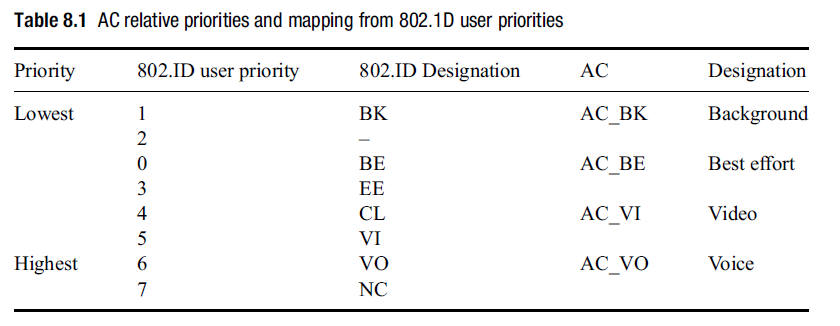 Table 8.1 AC relative priorities and mapping from 802.1D user priorities
Priority 802.ID user priority 802.ID Designation AC Designation
Lowest 1 BK AC_BK Background
2 –
0 BE AC_BE Best effort
3 EE
4 CL AC_VI Video
5 VI
Highest 6 VO AC_VO Voice
7 NC